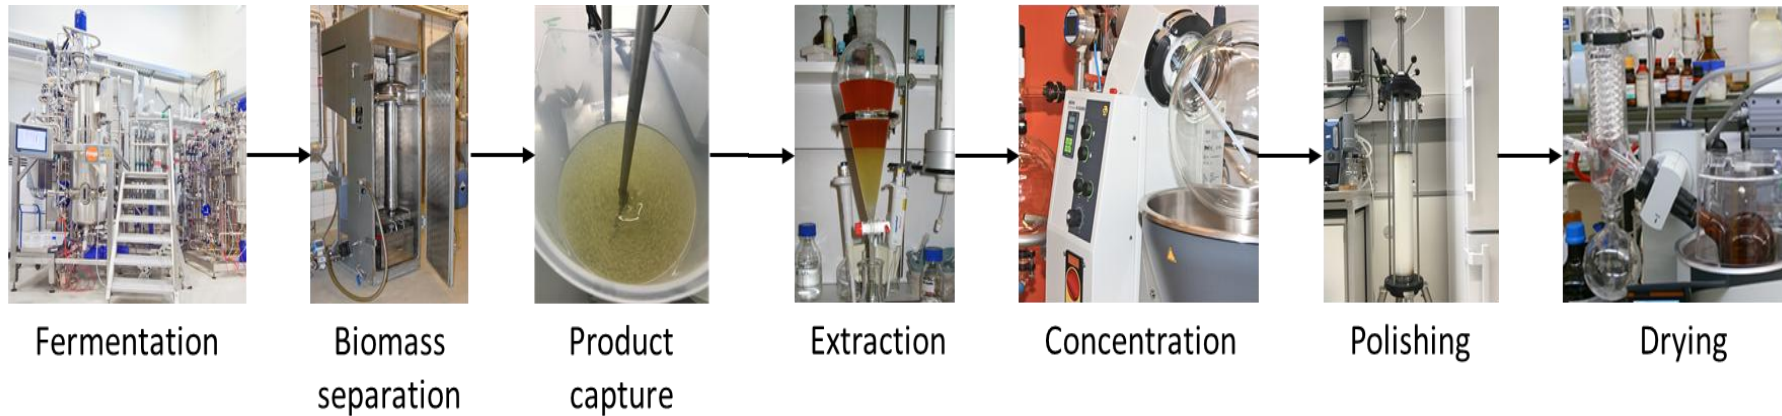 Fermentation
Biomass
separation
Product
capture
Extraction
Concentration
Polishing
Drying